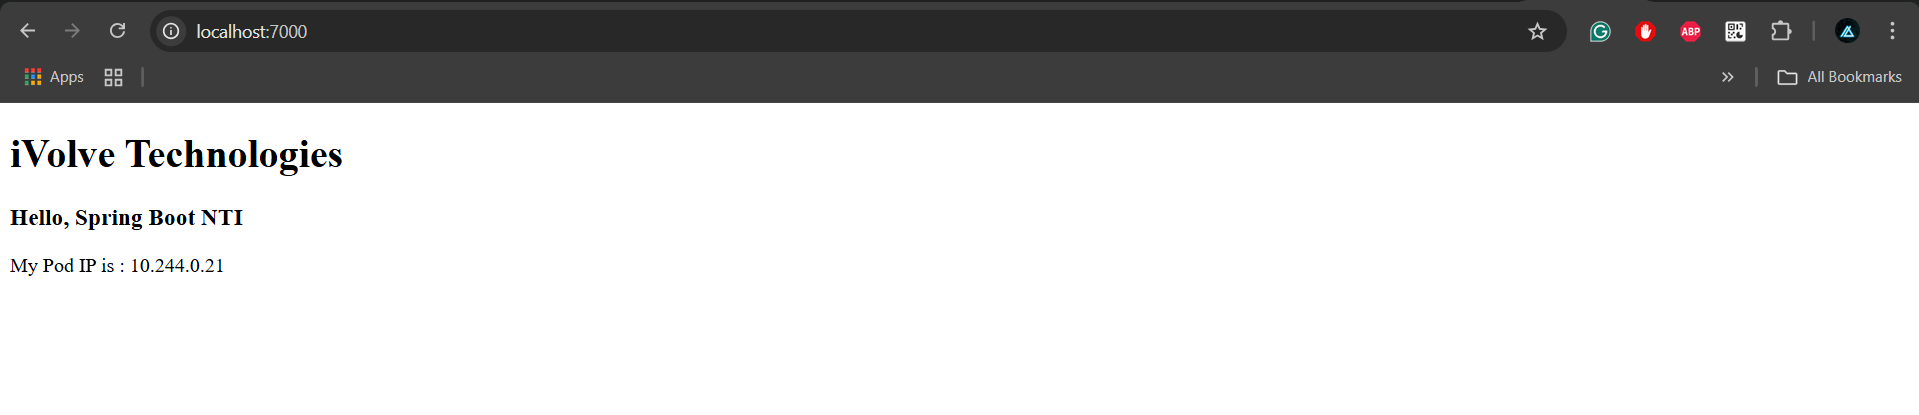 localhost:7000
ABP
Apps
All Bookmarks
iVolve Technologies
Hello, Spring Boot NTI
My Pod IP is : 10.244.0.21